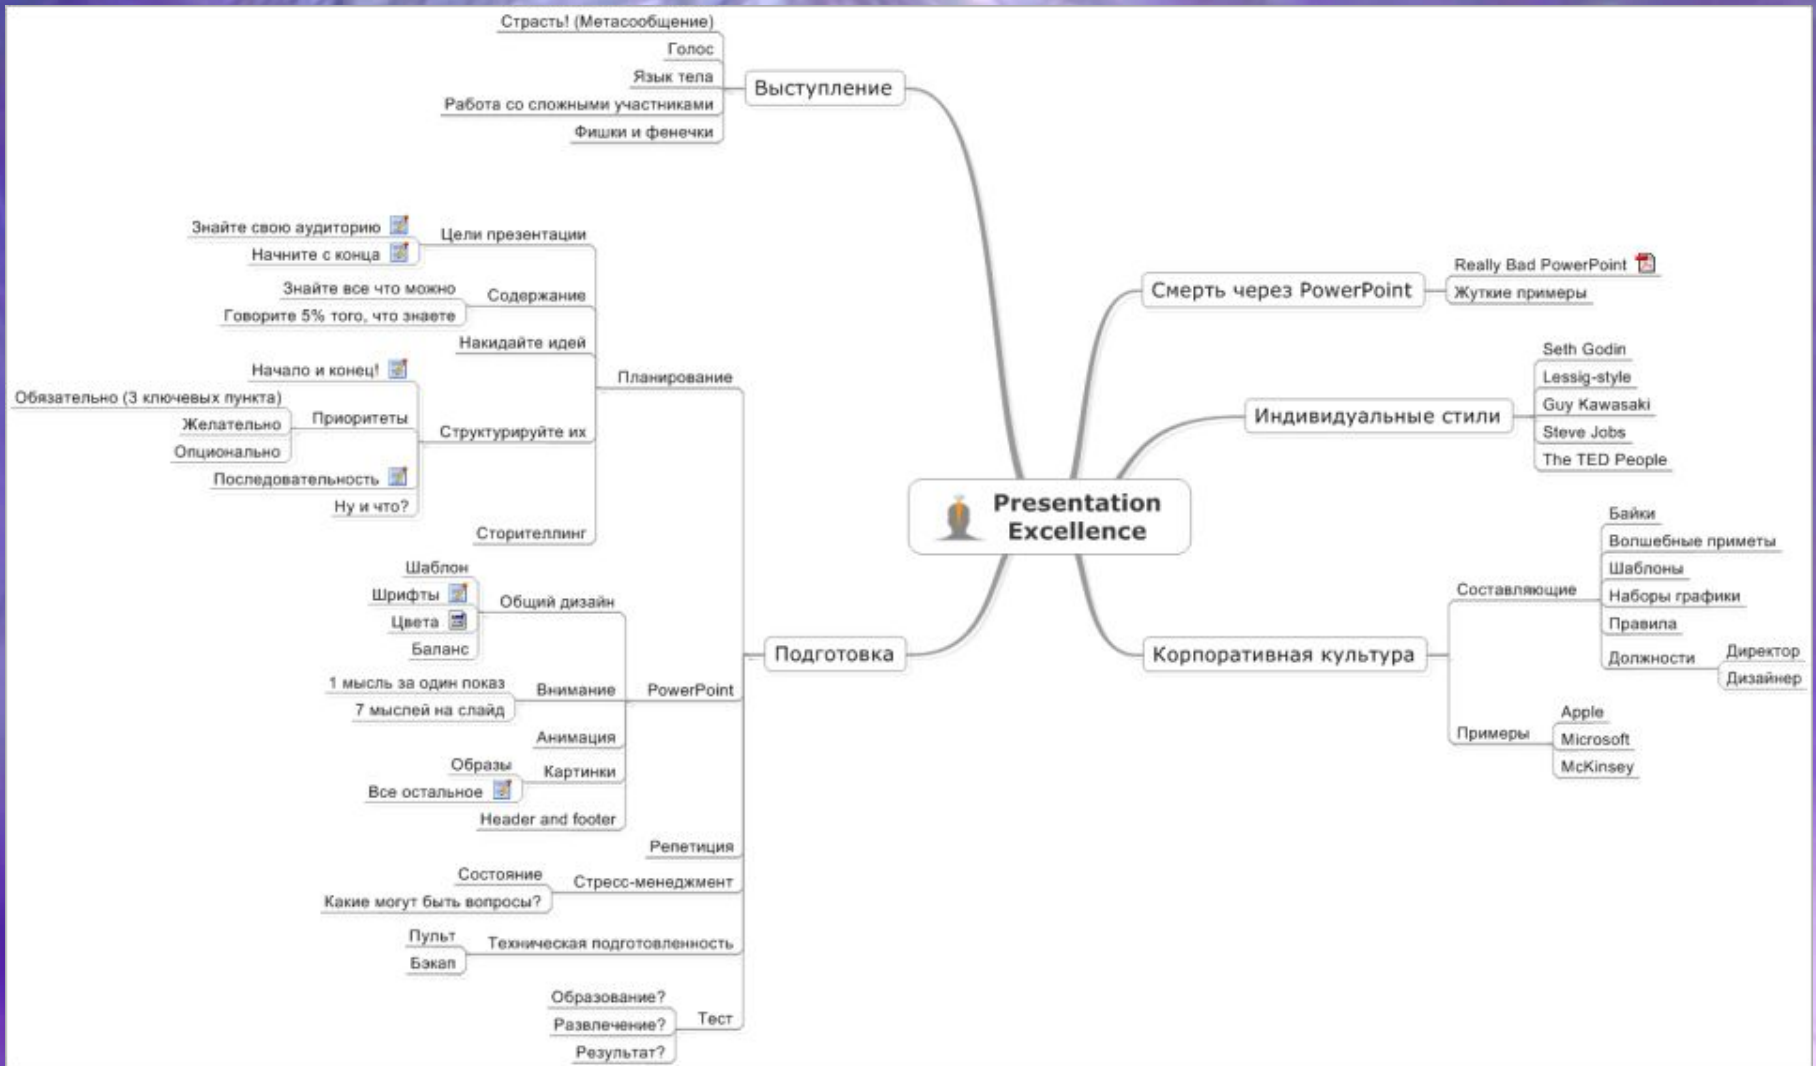 Страсть! (Метасообщение)
Голос
Язык тела
Работа со сложными участниками
Фишки и фенечки
Выступление
Знайте свою аудиторию
Начните с конца
Цели презентации
Знайте все что можно
Говорите 5% того, что знаете
Содержание
Накидайте идей
Начало и конец!
Обязательно (3 ключевых пункта)
Желательно
Опционально
Приоритеты
Последовательность
Ну и что?
Структурируйте их
Сторителлинг
Планирование
Шаблон
Шрифты
Цвета
Баланс
Общий дизайн
1 мысль за один показ
7 мыслей на слайд
Внимание
Анимация
Образы
Все остальное
Картинки
Header and footer
PowerPoint
Репетиция
Состояние
Какие могут быть вопросы?
Стресс-менеджмент
Пульт
Бэкап
Техническая подготовленность
Образование?
Развлечение?
Результат?
Тест
Подготовка
Presentation
Excellence
Смерть через PowerPoint
Really Bad PowerPoint
Жуткие примеры
Индивидуальные стили
Seth Godin
Lessig-style
Guy Kawasaki
Steve Jobs
The TED People
Корпоративная культура
Составляющие
Байки
Волшебные приметы
Шаблоны
Наборы графики
Правила
Должности
Директор
Дизайнер
Примеры
Apple
Microsoft
McKinsey